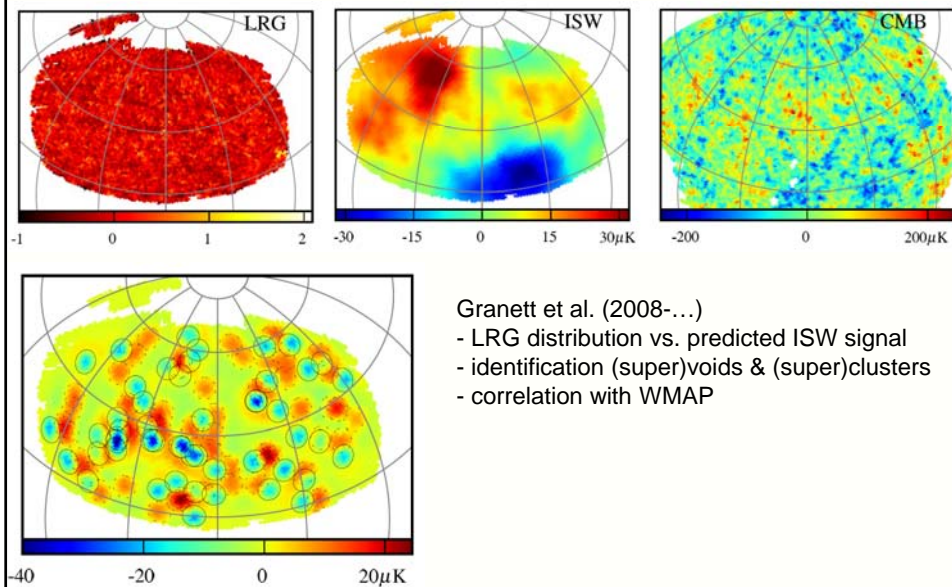 LRG
ISW
CMB
-1 0 1 2
-30 -15 0 15 30μK
-200 0 200μK
Granett et al. (2008-…)
- LRG distribution vs. predicted ISW signal
- identification (super)voids & (super)clusters
- correlation with WMAP
-40 -20 0 20μK